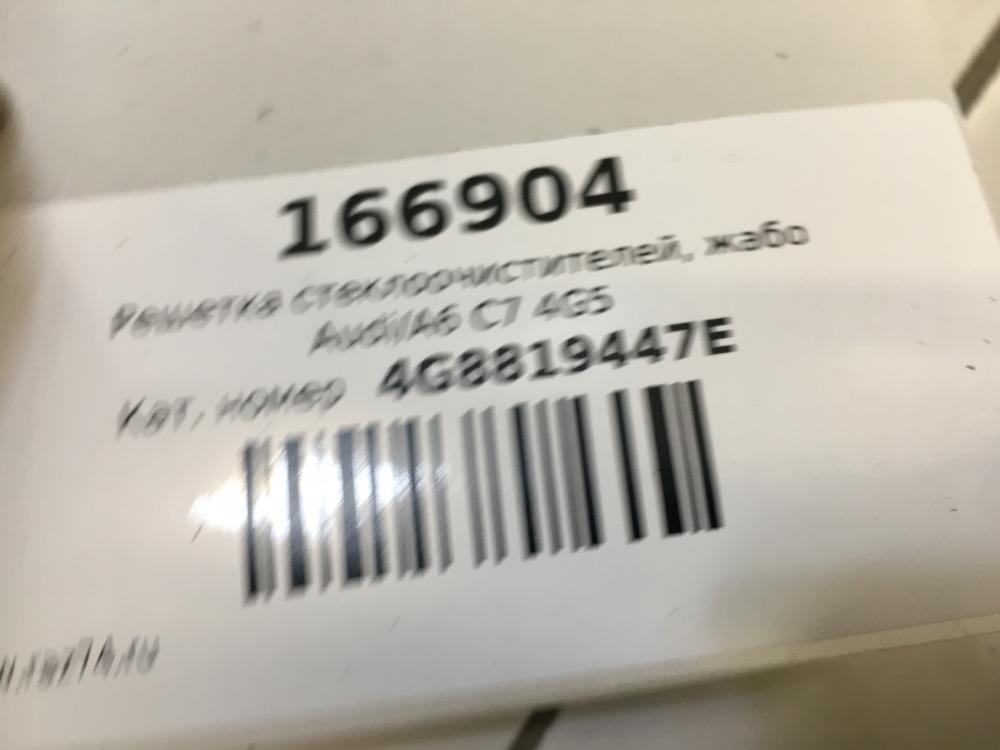 166904
Решетка стеклоочистителей, жабо
Audi/A6 C7 4G5
Кат. номер 4G8819447E